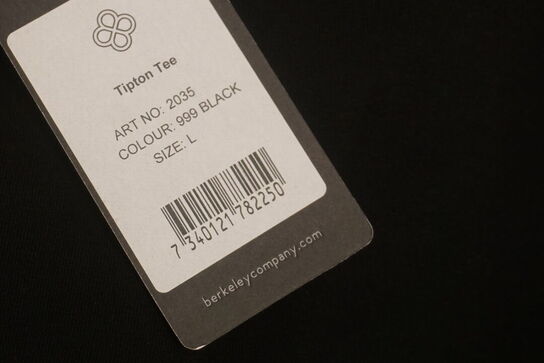 Tipton Tee
ART NO: 2035
COLOUR: 999 BLACK
SIZE: L
7 340121 782250
berkeleycompany.com